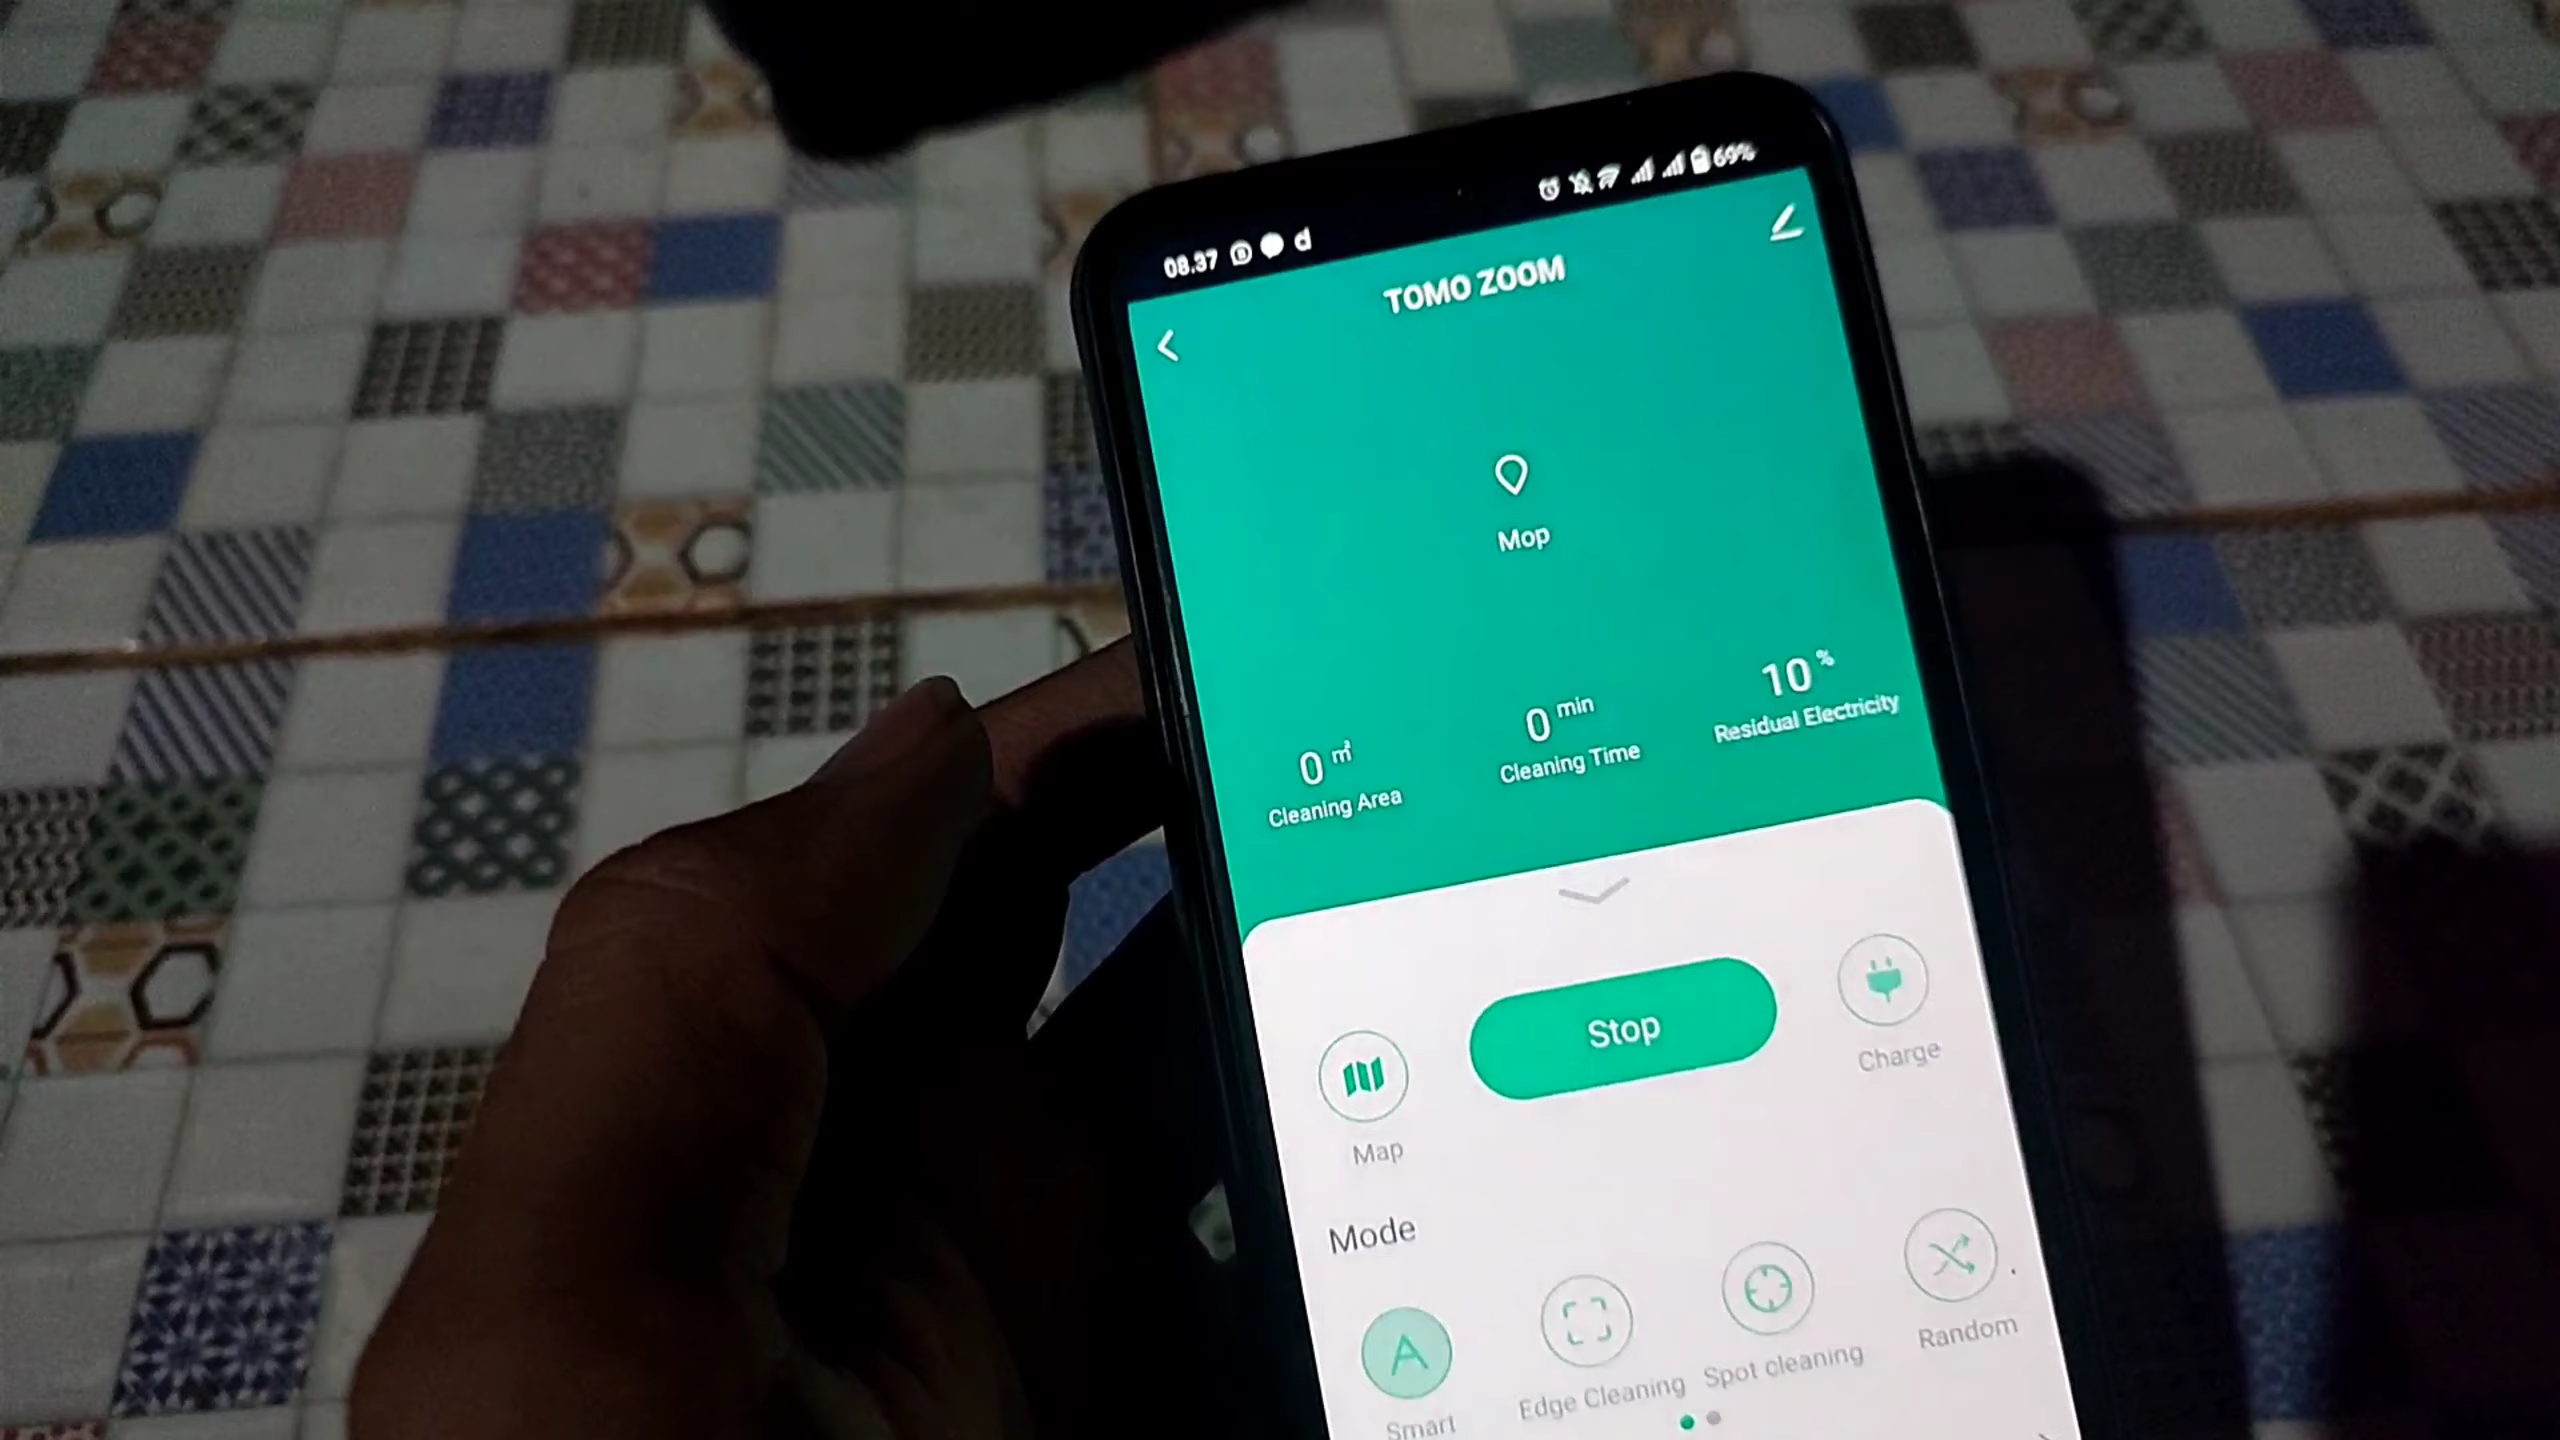 08.37 d 69%
TOMO ZOOM
Mop
0 ㎡
Cleaning Area
0 min
Cleaning Time
10 %
Residual Electricity
Stop
Map
Charge
Mode
A
Smart
Edge Cleaning
Spot cleaning
Random